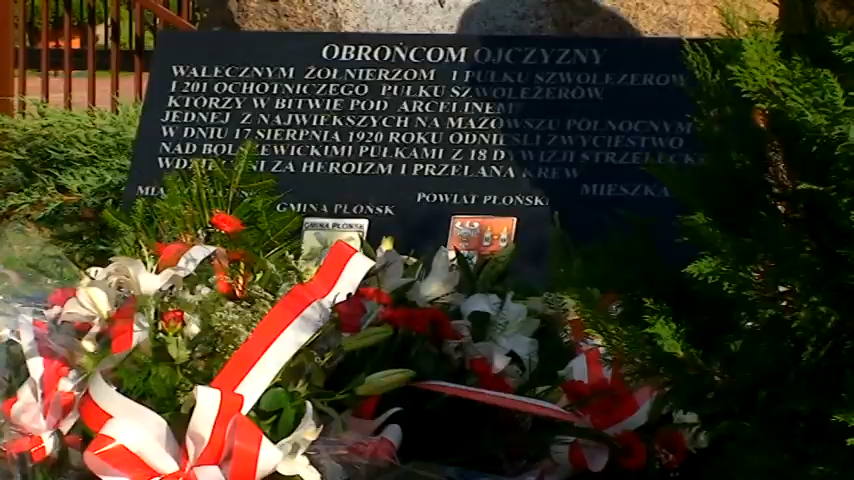 OBROŃCOM OJCZYZNY
WALECZNYM ŻOŁNIERZOM 1 PUŁKU SZWOLEŻERÓW
I 201 OCHOTNICZEGO PUŁKU SZWOLEŻERÓW
KTÓRZY W BITWIE POD ARCELINEM
W JEDNEJ Z NAJWIĘKSZYCH NA MAZOWSZU PÓŁNOCNYM
W DNIU 17 SIERPNIA 1920 ROKU ODNIEŚLI ZWYCIĘSTWO
NAD BOLSZEWICKIMI PUŁKAMI Z 18 DYWIZJI STRZELECKIEJ
ZA HEROIZM I PRZELANĄ KREW
GMINA PŁOŃSK POWIAT PŁOŃSK MIESZKA
GMINA PŁOŃSK